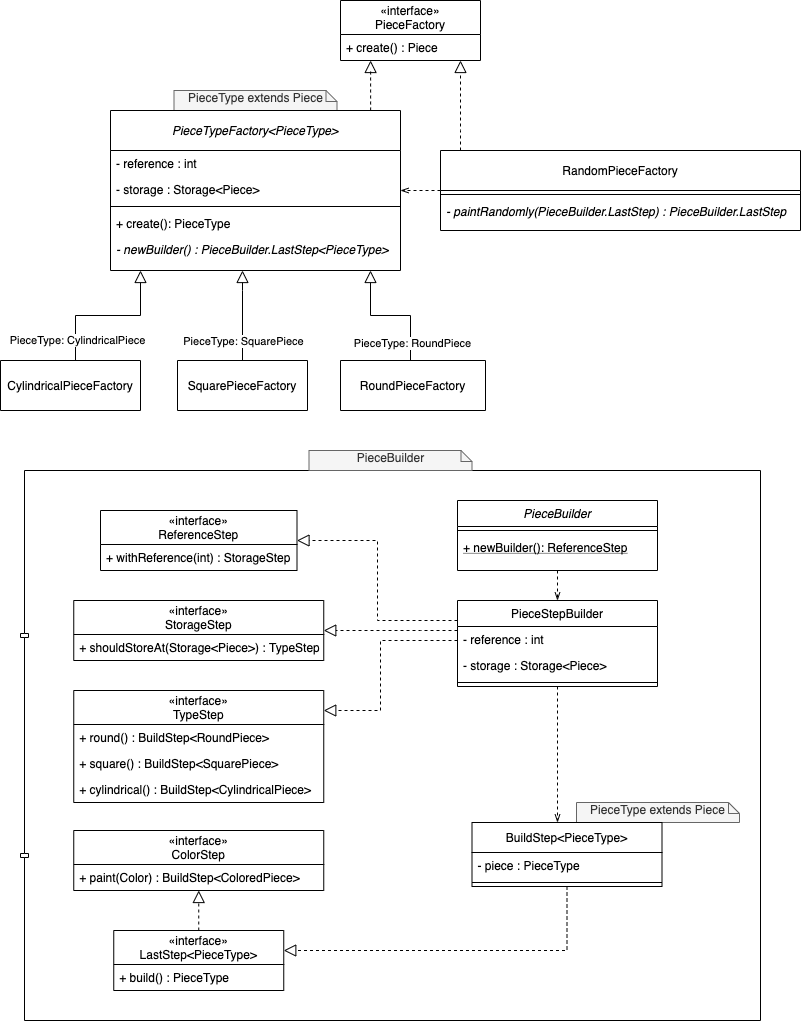 «interface»
PieceFactory
+ create() : Piece
PieceType extends Piece
PieceTypeFactory<PieceType>
- reference : int
- storage : Storage<Piece>
+ create(): PieceType
- newBuilder() : PieceBuilder.LastStep<PieceType>
RandomPieceFactory
- paintRandomly(PieceBuilder.LastStep) : PieceBuilder.LastStep
PieceType: CylindricalPiece
PieceType: SquarePiece
PieceType: RoundPiece
CylindricalPieceFactory
SquarePieceFactory
RoundPieceFactory
PieceBuilder
«interface»
ReferenceStep
+ withReference(int) : StorageStep
PieceBuilder
+ newBuilder(): ReferenceStep
«interface»
StorageStep
+ shouldStoreAt(Storage<Piece>) : TypeStep
PieceStepBuilder
- reference : int
- storage : Storage<Piece>
«interface»
TypeStep
+ round() : BuildStep<RoundPiece>
+ square() : BuildStep<SquarePiece>
+ cylindrical() : BuildStep<CylindricalPiece>
PieceType extends Piece
BuildStep<PieceType>
- piece : PieceType
«interface»
ColorStep
+ paint(Color) : BuildStep<ColoredPiece>
«interface»
LastStep<PieceType>
+ build() : PieceType